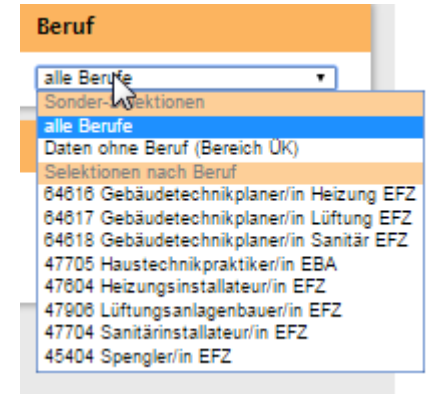 Beruf
alle Berufe
Sonder-Selektionen
alle Berufe
Daten ohne Beruf (Bereich ÜK)
Selektionen nach Beruf
64616 Gebäudetechnikplaner/in Heizung EFZ
64617 Gebäudetechnikplaner/in Lüftung EFZ
64618 Gebäudetechnikplaner/in Sanitär EFZ
47705 Haustechnikpraktiker/in EBA
47604 Heizungsinstallateur/in EFZ
47906 Lüftungsanlagenbauer/in EFZ
47704 Sanitärinstallateur/in EFZ
45404 Spengler/in EFZ